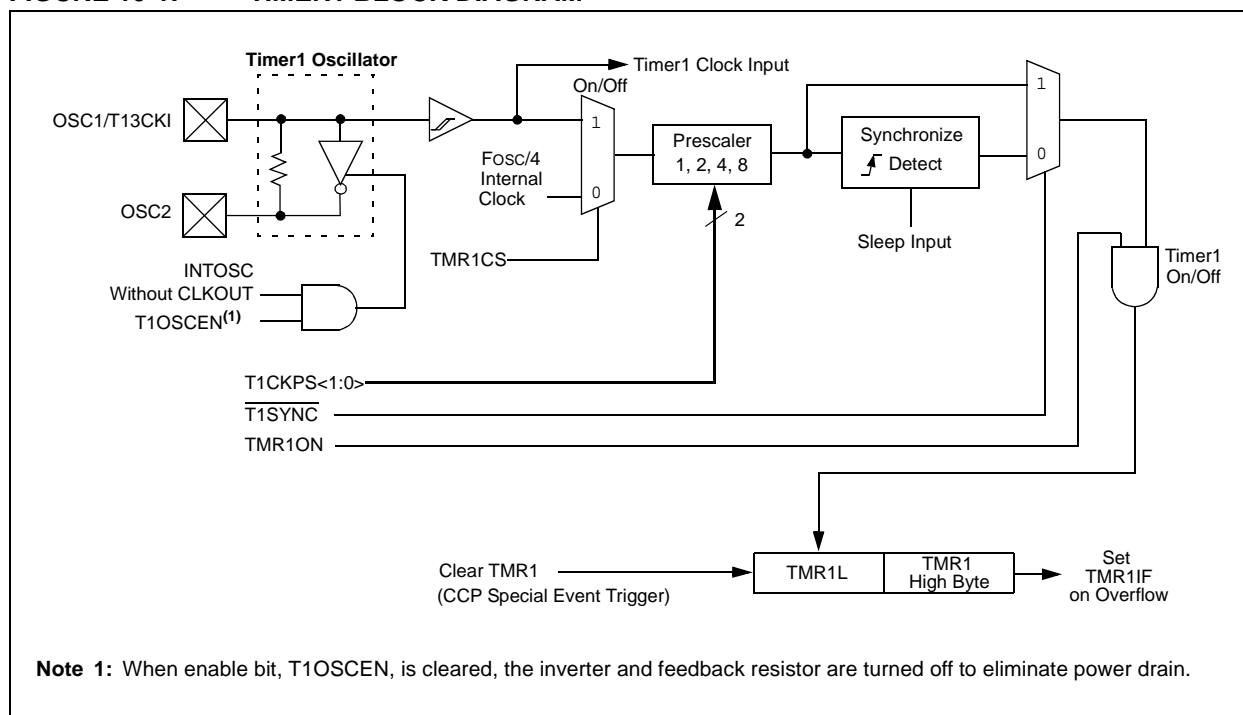 Timer1 Oscillator
Timer1 Clock Input
On/Off
OSC1/T13CKI
1
1
Prescaler
1, 2, 4, 8
Synchronize
Detect
FOSC/4
Internal
Clock
0
0
OSC2
2
Sleep Input
TMR1CS
Timer1
On/Off
INTOSC
Without CLKOUT
T1OSCEN(1)
T1CKPS<1:0>
T1SYNC
TMR1ON
Clear TMR1
(CCP Special Event Trigger)
TMR1L
TMR1
High Byte
Set
TMR1IF
on Overflow
Note 1: When enable bit, T1OSCEN, is cleared, the inverter and feedback resistor are turned off to eliminate power drain.